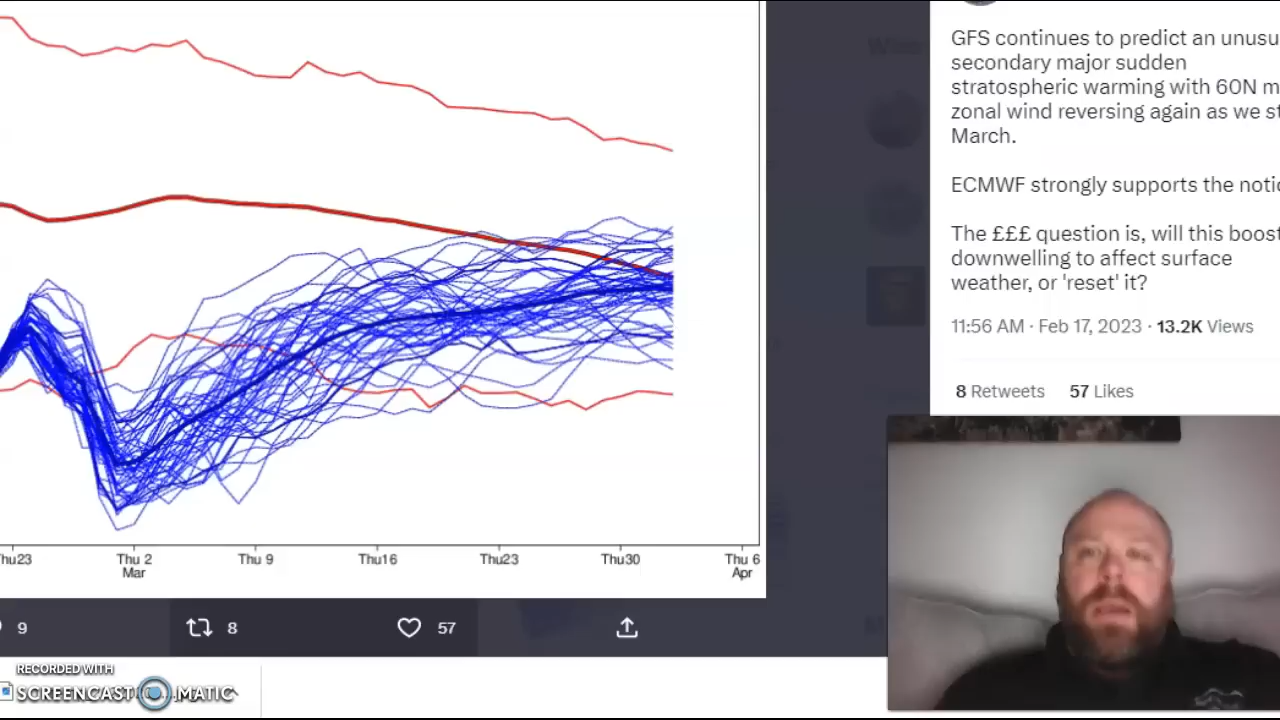 GFS continues to predict an unusu
secondary major sudden
stratospheric warming with 60N m
zonal wind reversing again as we st
March.
ECMWF strongly supports the notic
The £££ question is, will this boost
downwelling to affect surface
weather, or 'reset' it?
11:56 AM · Feb 17, 2023 · 13.2K Views
8 Retweets 57 Likes
hu23 Thu 2 Thu 9 Thu16 Thu23 Thu30 Thu 6
Mar Apr
9 8 57
RECORDED WITH
SCREENCAST MATIC